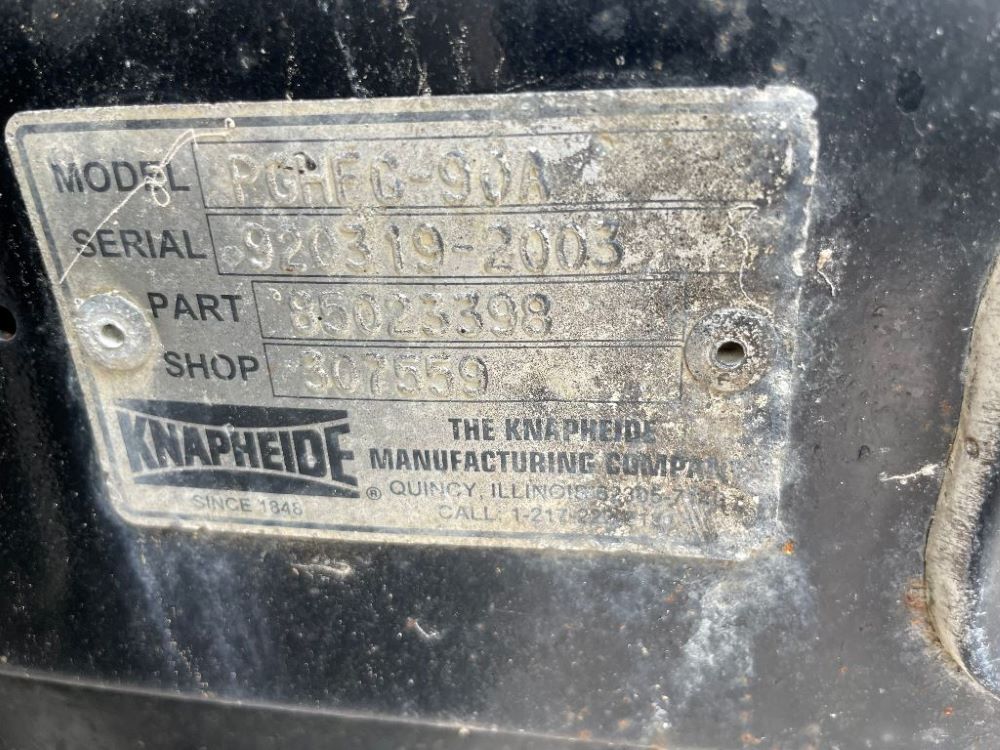 MODEL PGHFC-90A
SERIAL 920319-2003
PART 85023398
SHOP 307559
KNAPHEIDE
SINCE 1848
THE KNAPHEIDE
MANUFACTURING COMPANY
® QUINCY, ILLINOIS
CALL: